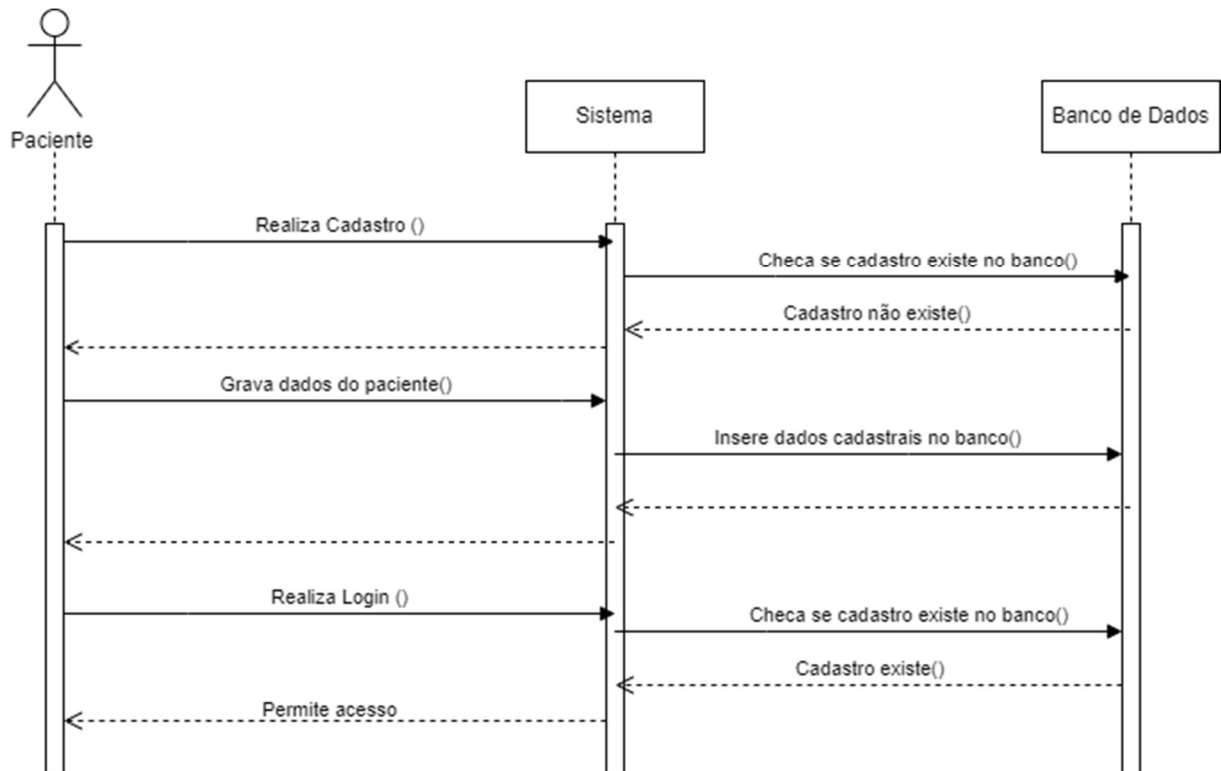 Paciente
Sistema
Banco de Dados
Realiza Cadastro ()
Checa se cadastro existe no banco()
Cadastro não existe()
Grava dados do paciente()
Insere dados cadastrais no banco()
Realiza Login ()
Checa se cadastro existe no banco()
Cadastro existe()
Permite acesso